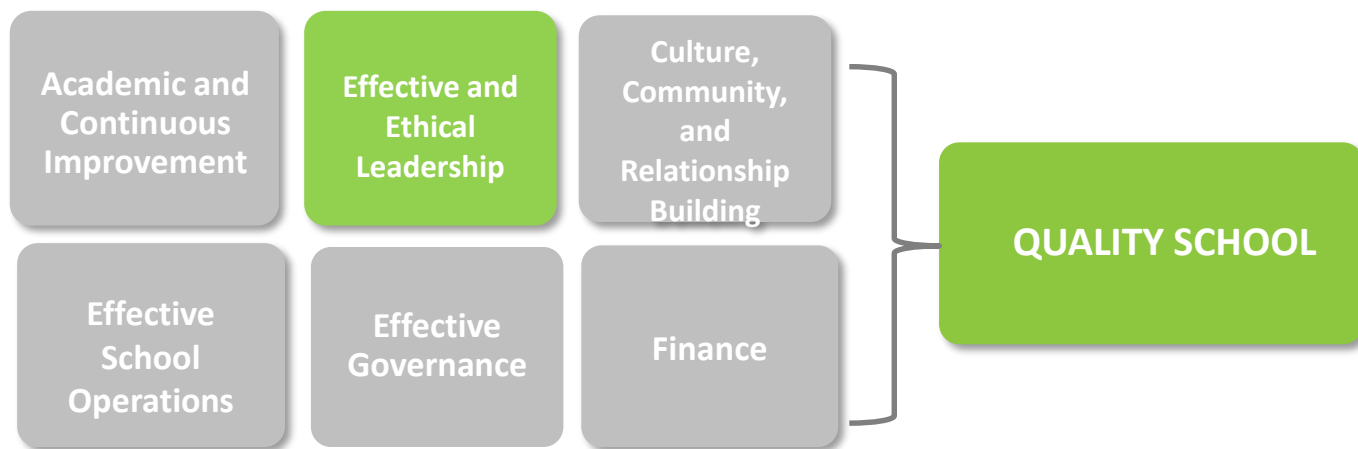 Academic and
Continuous
Improvement
Effective and
Ethical
Leadership
Culture,
Community,
and
Relationship
Building
Effective
School
Operations
Effective
Governance
Finance
QUALITY SCHOOL